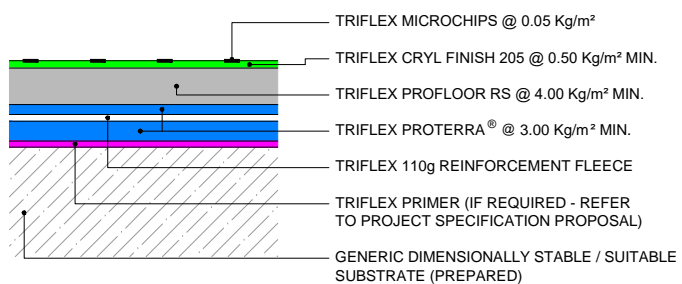 TRIFLEX MICROCHIPS @ 0.05 Kg/m²
TRIFLEX CRYL FINISH 205 @ 0.50 Kg/m² MIN.
TRIFLEX PROFLOOR RS @ 4.00 Kg/m² MIN.
TRIFLEX PROTERRA® @ 3.00 Kg/m² MIN.
TRIFLEX 110g REINFORCEMENT FLEECE
TRIFLEX PRIMER (IF REQUIRED - REFER
TO PROJECT SPECIFICATION PROPOSAL)
GENERIC DIMENSIONALLY STABLE / SUITABLE
SUBSTRATE (PREPARED)